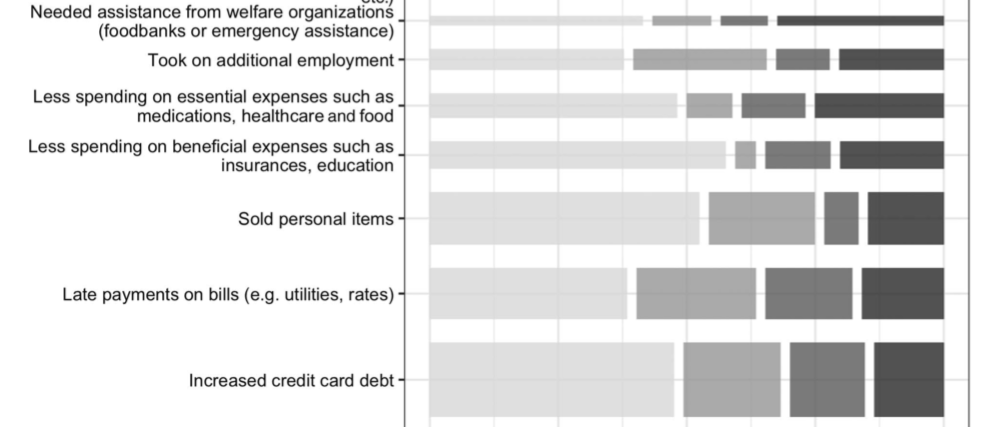 etc.)
Needed assistance from welfare organizations
(foodbanks or emergency assistance)
Took on additional employment
Less spending on essential expenses such as
medications, healthcare and food
Less spending on beneficial expenses such as
insurances, education
Sold personal items
Late payments on bills (e.g. utilities, rates)
Increased credit card debt